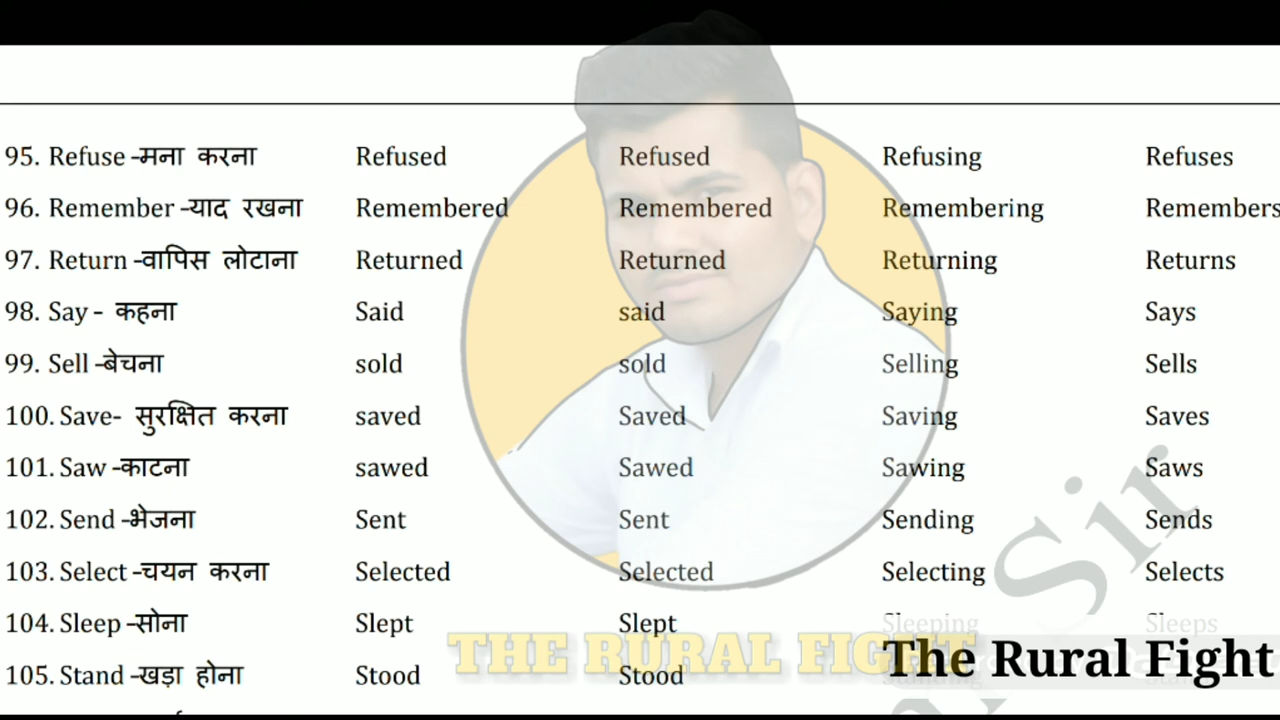 95. Refuse -मना करना Refused Refused Refusing Refuses
96. Remember -याद रखना Remembered Remembered Remembering Remembers
97. Return -वापिस लोटाना Returned Returned Returning Returns
98. Say - कहना Said said Saying Says
99. Sell -बेचना sold sold Selling Sells
100. Save- सुरक्षित करना saved Saved Saving Saves
101. Saw -काटना sawed Sawed Sawing Saws
102. Send -भेजना Sent Sent Sending Sends
103. Select -चयन करना Selected Selected Selecting Selects
104. Sleep -सोना Slept Slept Sleeping Sleeps
105. Stand -खड़ा होना Stood Stood
THE RURAL FIGHT
The Rural Fight
Sir